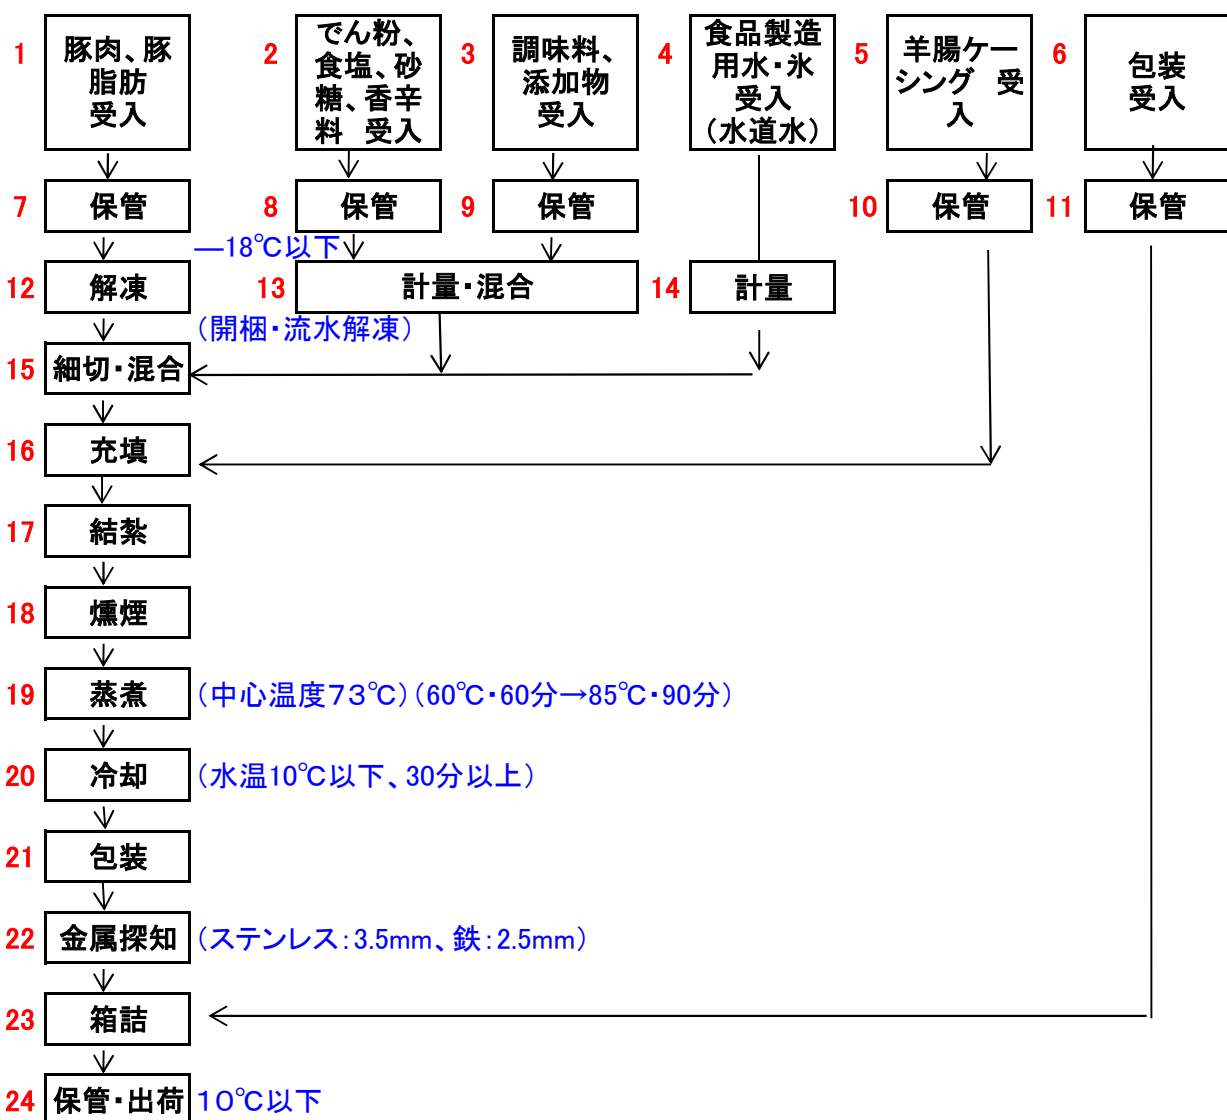 1
豚肉、豚
脂肪
受入
2
でん粉、
食塩、砂
糖、香辛
料　受入
3
調味料、
添加物
受入
4
食品製造
用水・氷
受入
（水道水）
5
羊腸ケー
シング　受
入
6
包装
受入
7
保管
8
保管
9
保管
10
保管
11
保管
―18℃以下
12
解凍
13
計量・混合
14
計量
（開梱・流水解凍）
15
細切・混合
16
充填
17
結紮
18
燻煙
19
蒸煮
（中心温度７３℃）（60℃・60分→85℃・90分）
20
冷却
（水温10℃以下、30分以上）
21
包装
22
金属探知
（ステンレス：3.5mm、鉄：2.5mm）
23
箱詰
24
保管・出荷
１０℃以下